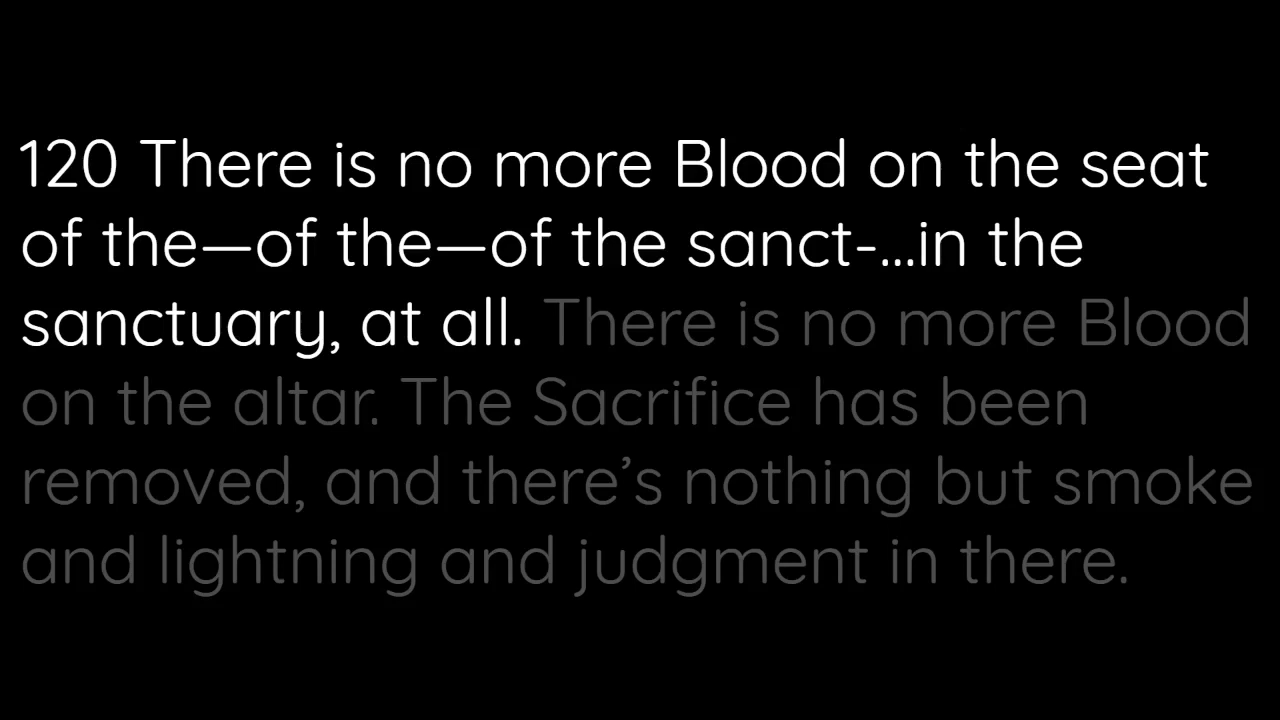 120 There is no more Blood on the seat
of the—of the—of the sanct-...in the
sanctuary, at all. There is no more Blood
on the altar. The Sacrifice has been
removed, and there’s nothing but smoke
and lightning and judgment in there.